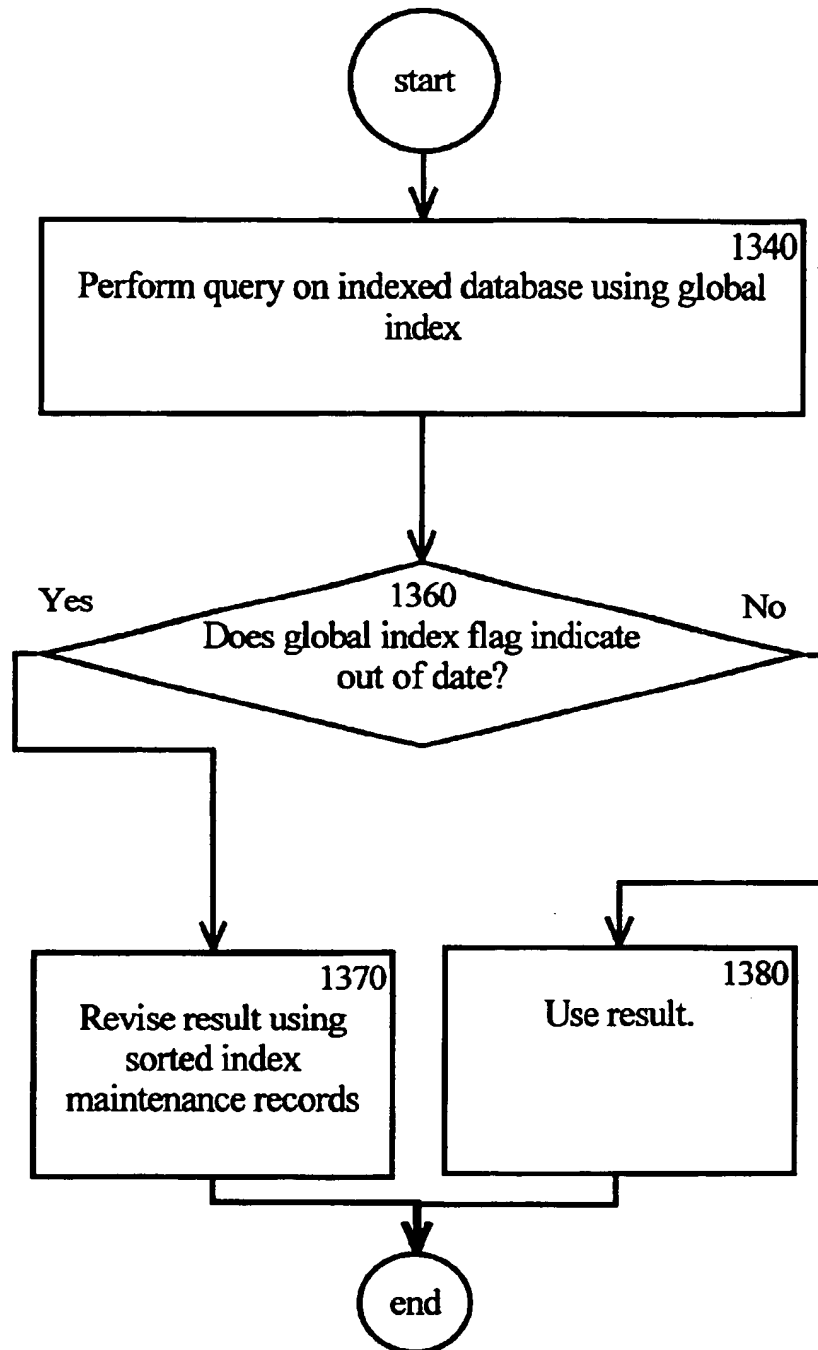 start
1340
Perform query on indexed database using global
index
1360
Yes
No
Does global index flag indicate
out of date?
1370
Revise result using
sorted index
maintenance records
1380
Use result.
end